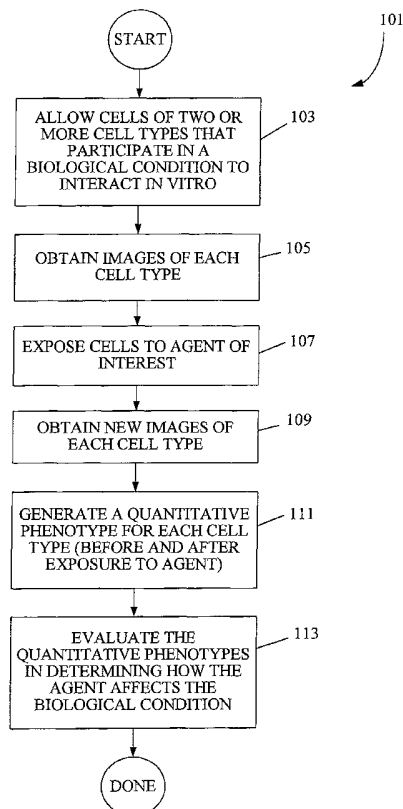 START
101
ALLOW CELLS OF TWO OR
MORE CELL TYPES THAT
PARTICIPATE IN A
BIOLOGICAL CONDITION TO
INTERACT IN VITRO
103
OBTAIN IMAGES OF EACH
CELL TYPE
105
EXPOSE CELLS TO AGENT OF
INTEREST
107
OBTAIN NEW IMAGES OF
EACH CELL TYPE
109
GENERATE A QUANTITATIVE
PHENOTYPE FOR EACH CELL
TYPE (BEFORE AND AFTER
EXPOSURE TO AGENT)
111
EVALUATE THE
QUANTITATIVE PHENOTYPES
IN DETERMINING HOW THE
AGENT AFFECTS THE
BIOLOGICAL CONDITION
113
DONE